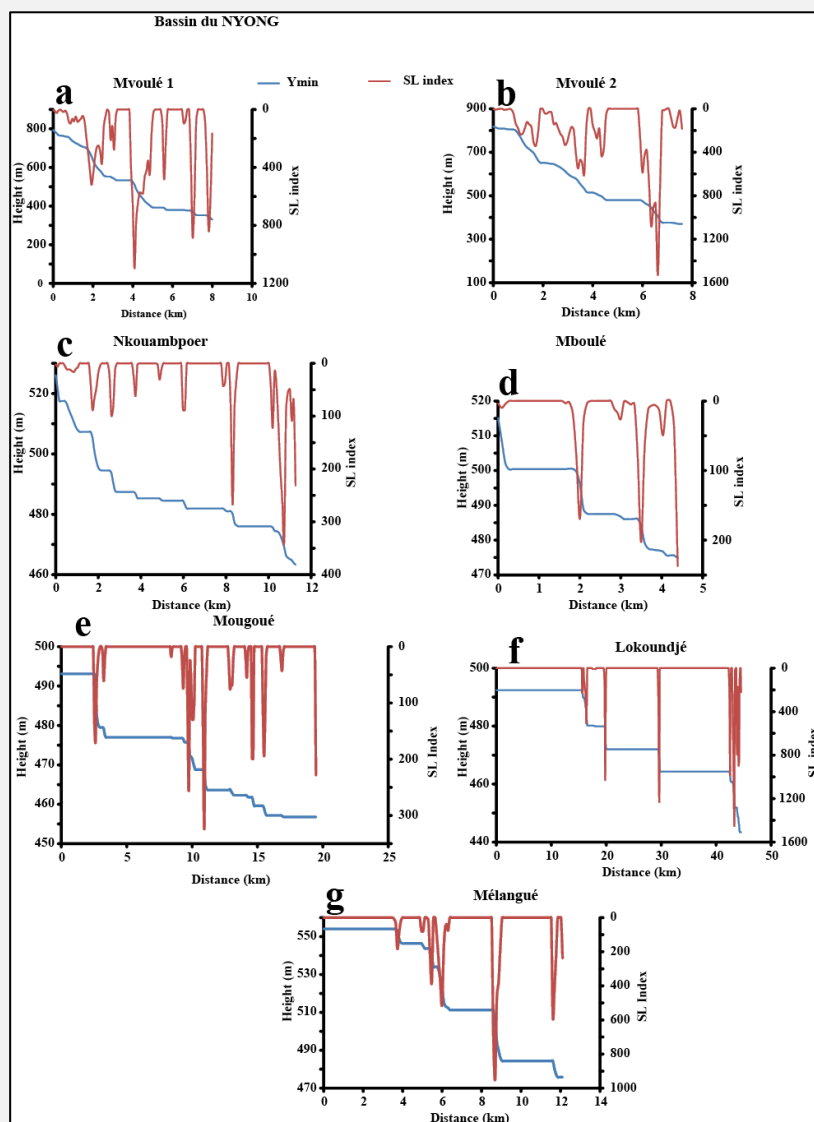 Bassin du NYONG
a
Mvoulé 1
Ymin
SL index
b
Mvoulé 2
Height (m)
800
600
400
200
0
0 2 4 6 8 10
Distance (km)
0
400
800
1200
SL index
Height (m)
900
700
500
300
100
0 2 4 6 8
Distance (km)
0
400
800
1200
1600
SL index
c
Nkouambpoer
Height (m)
520
500
480
460
0 2 4 6 8 10 12
Distance (km)
0
100
200
300
400
SL index
d
Mboulé
Height (m)
520
510
500
490
480
470
0 1 2 3 4 5
Distance (km)
0
100
200
SL index
e
Mougoué
Height (m)
500
490
480
470
460
450
0 5 10 15 20 25
Distance (km)
0
100
200
300
SL Index
f
Lokoundjé
Height (m)
500
480
460
440
0 10 20 30 40 50
Distance (km)
0
400
800
1200
1600
SL Index
g
Mélangué
Height (m)
550
530
510
490
470
0 2 4 6 8 10 12 14
Distance (km)
0
200
400
600
800
1000
SL Index